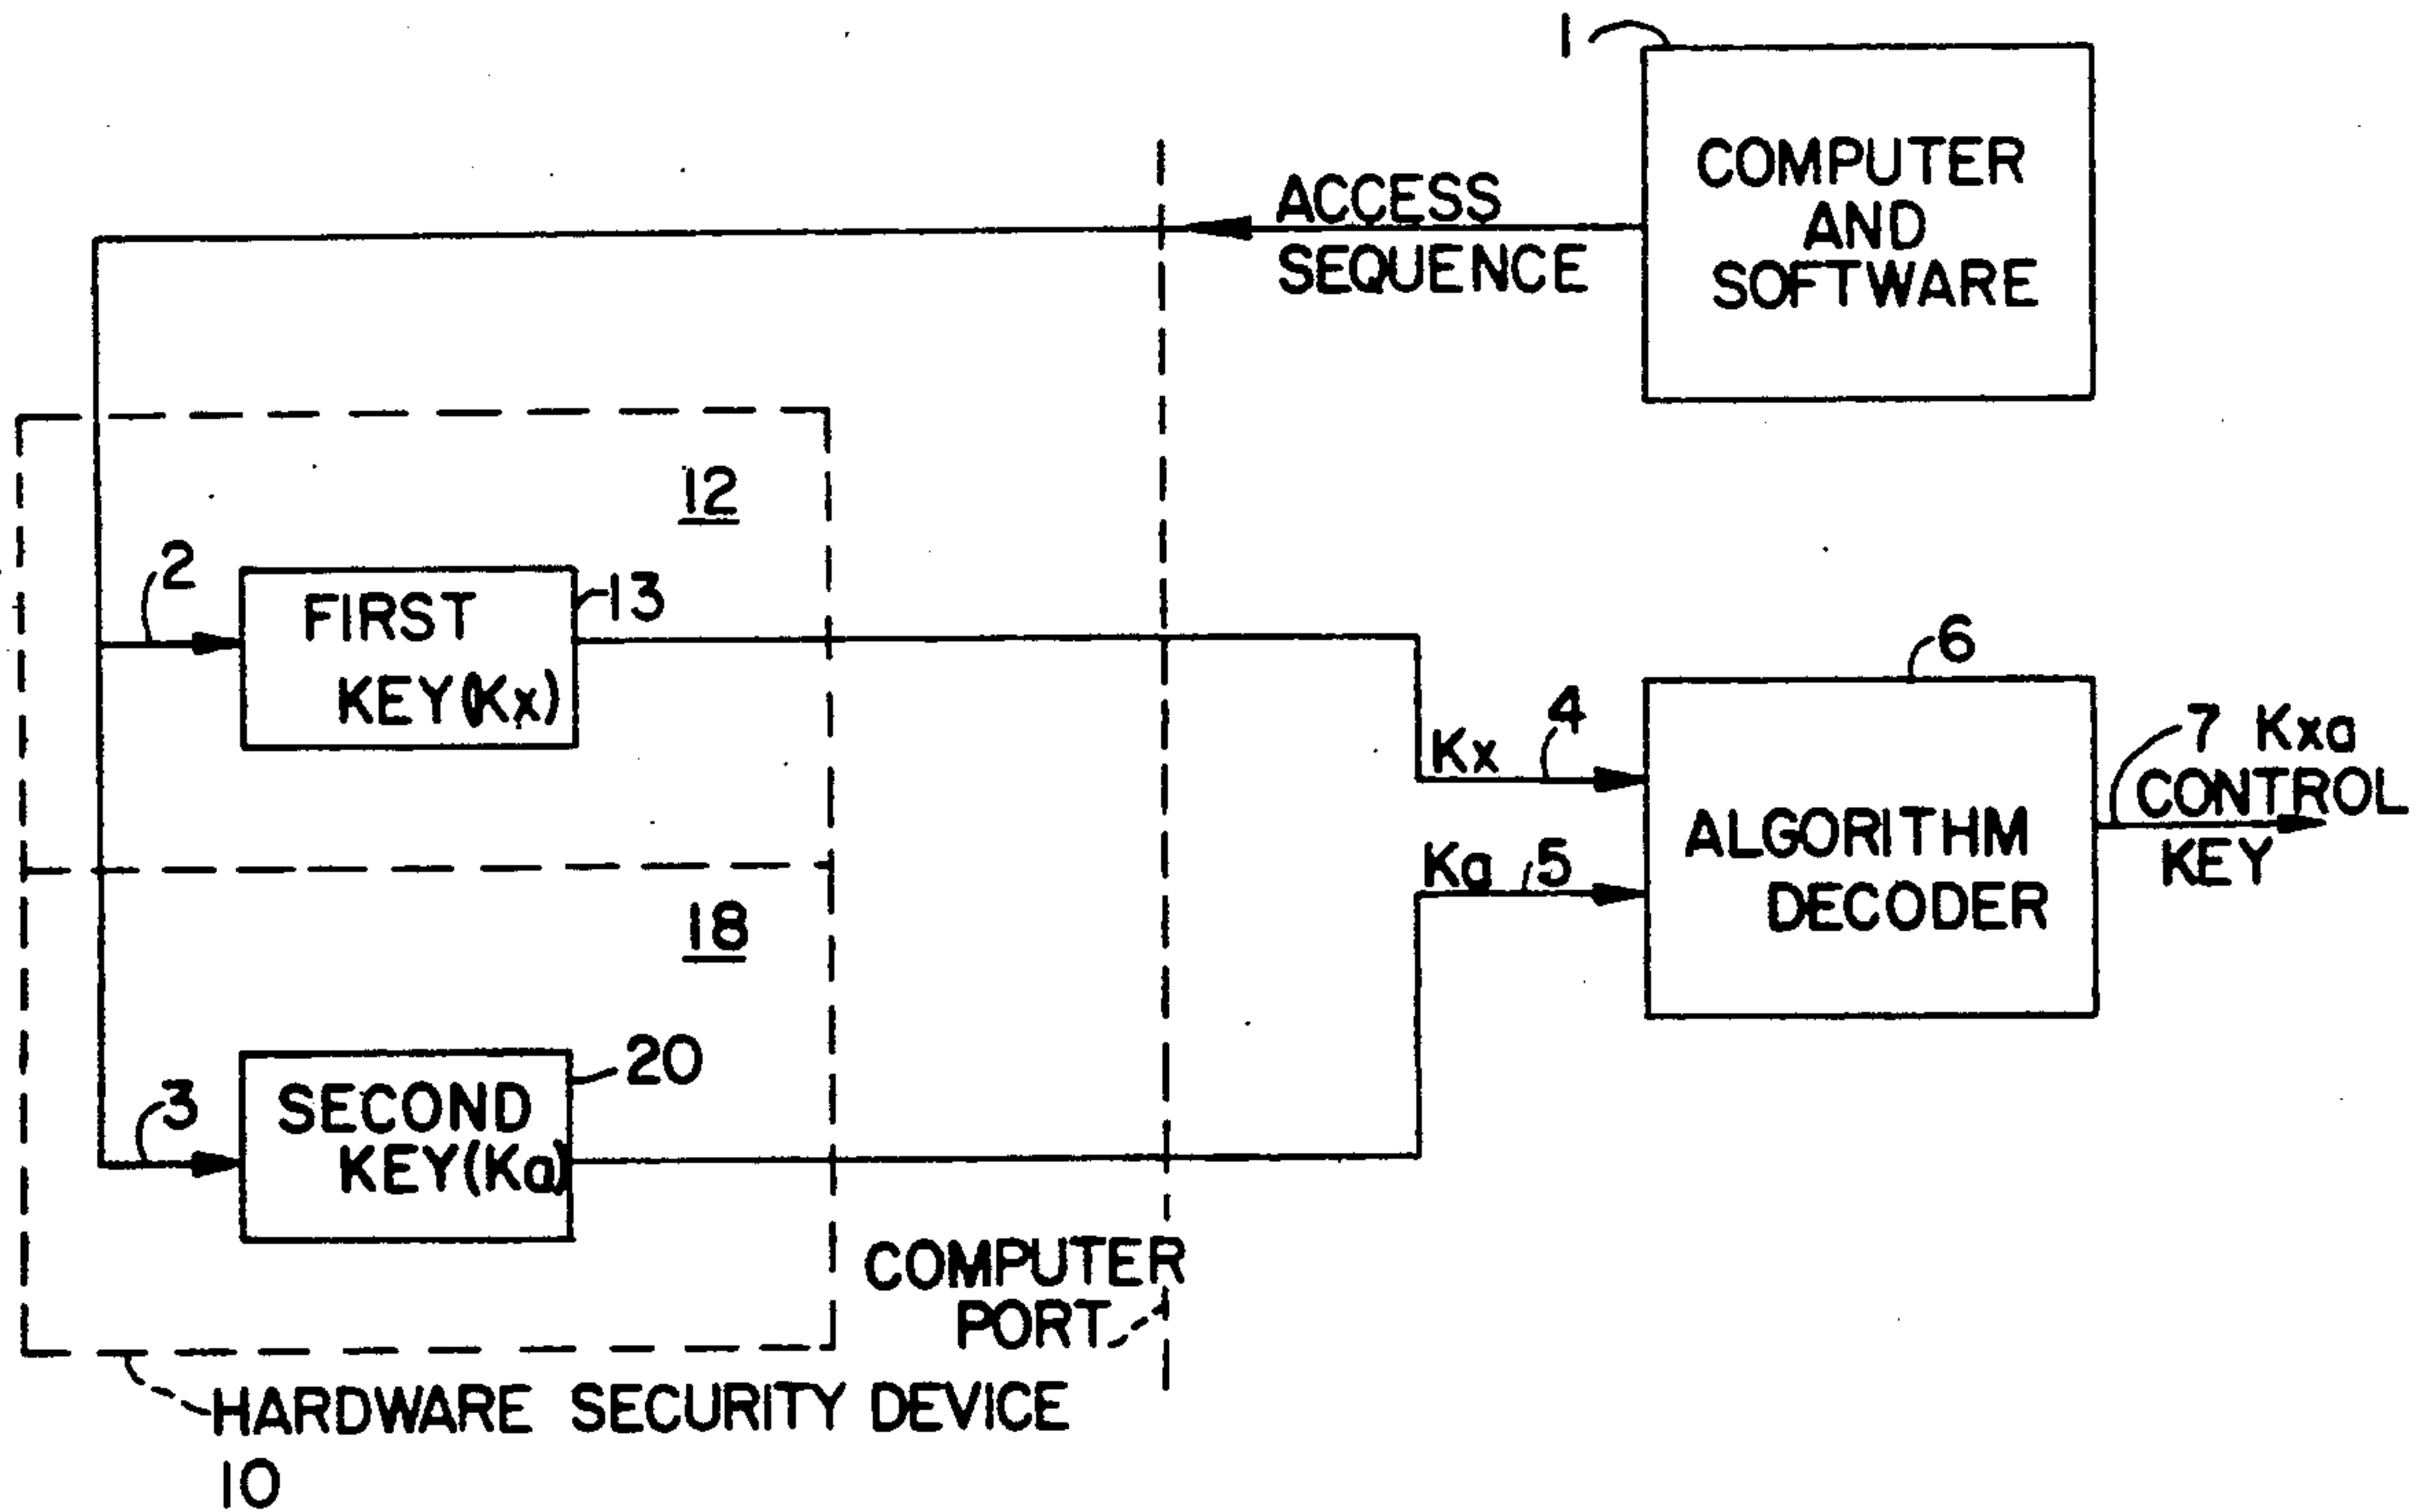 1
COMPUTER
AND
SOFTWARE
ACCESS
SEQUENCE
12
2
FIRST
KEY(Kx)
13
6
Kx
4
7 Kxa
CONTROL
KEY
ALGORITHM
DECODER
Ka
5
18
20
3
SECOND
KEY(Ka)
COMPUTER
PORT
HARDWARE SECURITY DEVICE
10